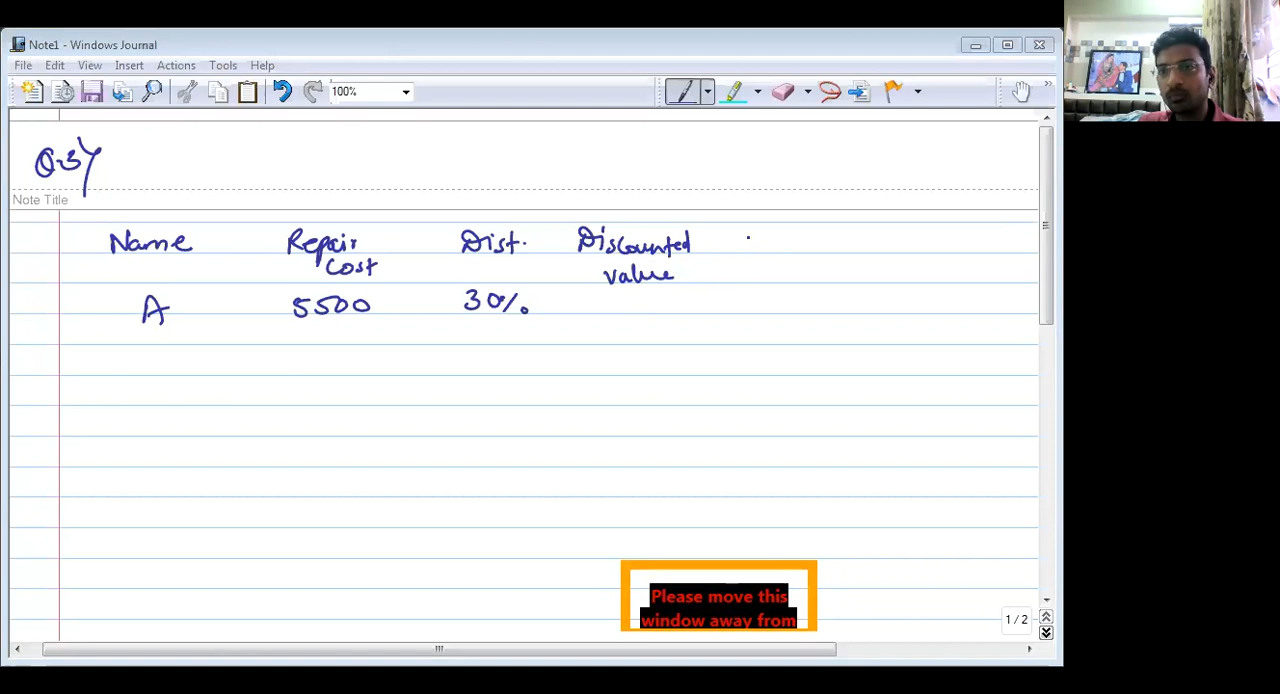 Note1 - Windows Journal
File Edit View Insert Actions Tools Help
100%
Q.34
Note Title
Name Repair Cost Dist. Discounted value
A 5500 30%
Please move this
window away from
1 / 2